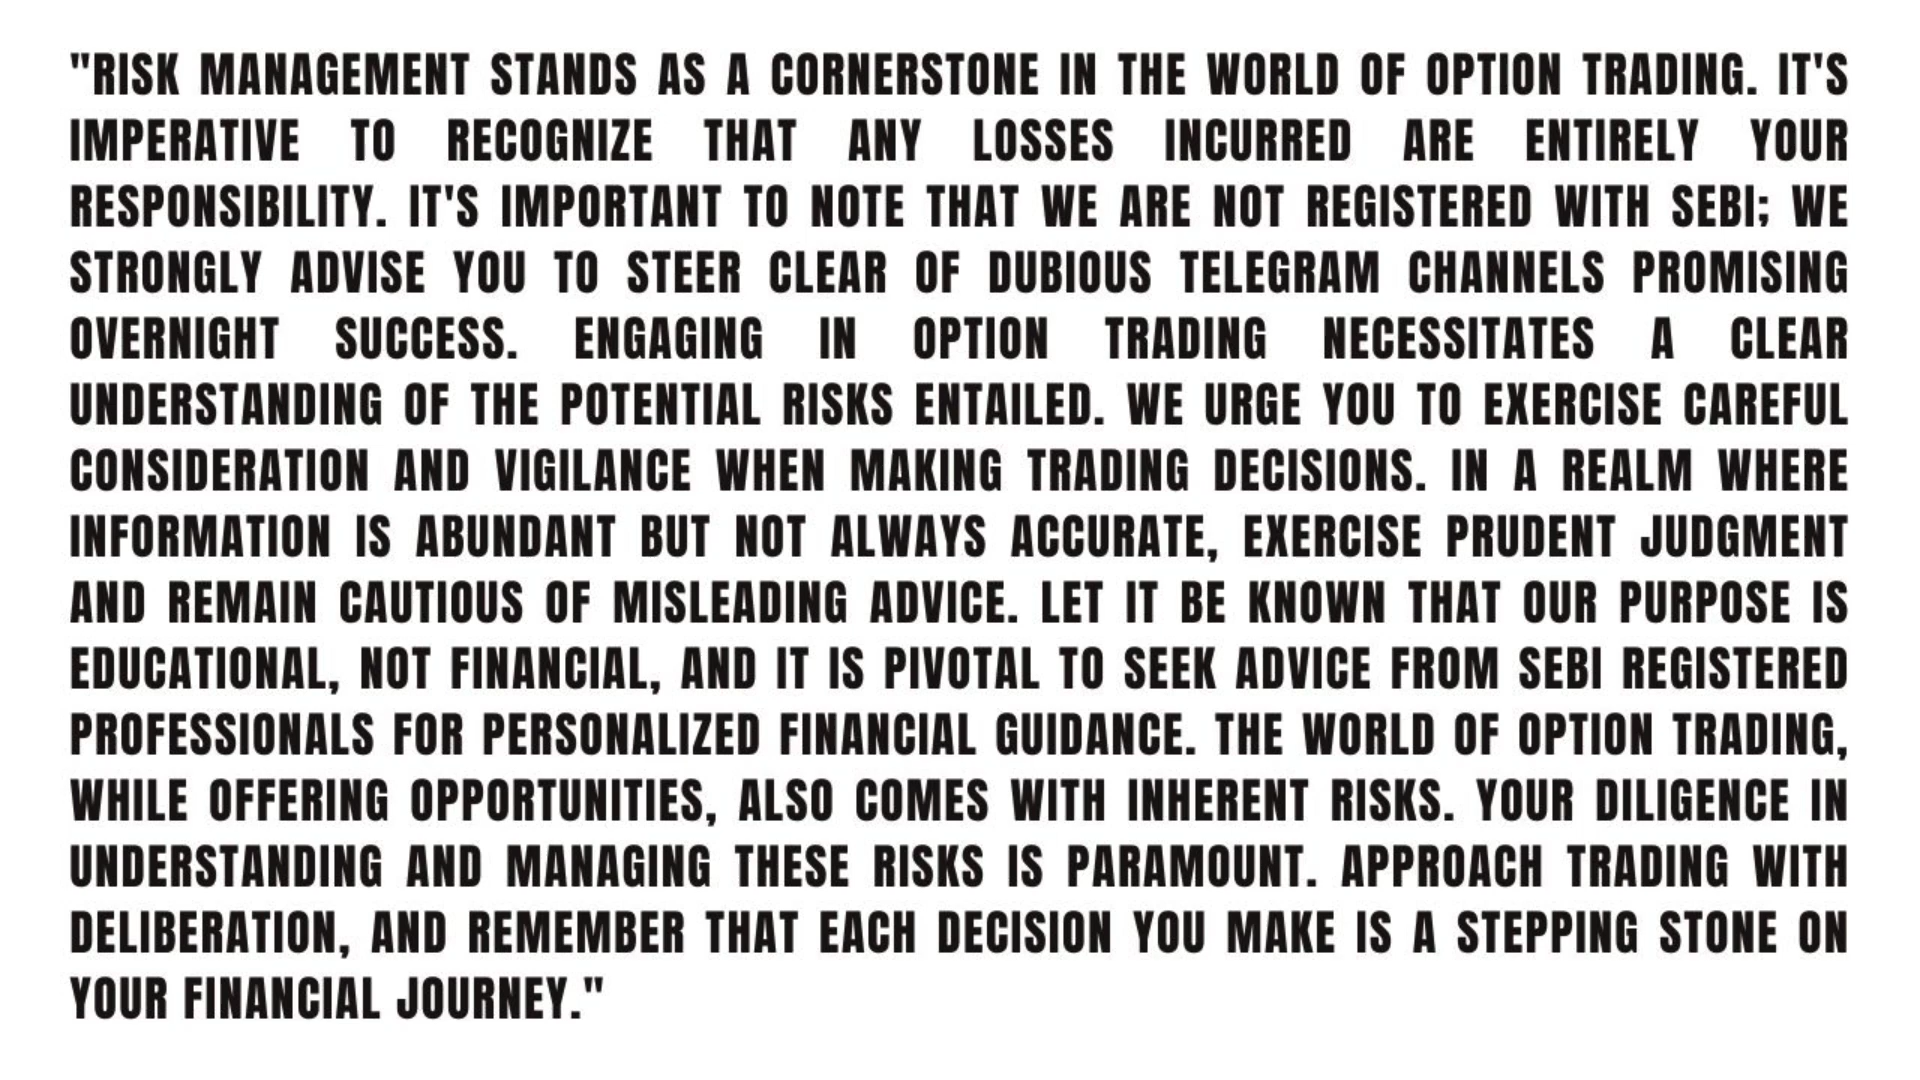 "RISK MANAGEMENT STANDS AS A CORNERSTONE IN THE WORLD OF OPTION TRADING. IT'S
IMPERATIVE TO RECOGNIZE THAT ANY LOSSES INCURRED ARE ENTIRELY YOUR
RESPONSIBILITY. IT'S IMPORTANT TO NOTE THAT WE ARE NOT REGISTERED WITH SEBI; WE
STRONGLY ADVISE YOU TO STEER CLEAR OF DUBIOUS TELEGRAM CHANNELS PROMISING
OVERNIGHT SUCCESS. ENGAGING IN OPTION TRADING NECESSITATES A CLEAR
UNDERSTANDING OF THE POTENTIAL RISKS ENTAILED. WE URGE YOU TO EXERCISE CAREFUL
CONSIDERATION AND VIGILANCE WHEN MAKING TRADING DECISIONS. IN A REALM WHERE
INFORMATION IS ABUNDANT BUT NOT ALWAYS ACCURATE, EXERCISE PRUDENT JUDGMENT
AND REMAIN CAUTIOUS OF MISLEADING ADVICE. LET IT BE KNOWN THAT OUR PURPOSE IS
EDUCATIONAL, NOT FINANCIAL, AND IT IS PIVOTAL TO SEEK ADVICE FROM SEBI REGISTERED
PROFESSIONALS FOR PERSONALIZED FINANCIAL GUIDANCE. THE WORLD OF OPTION TRADING,
WHILE OFFERING OPPORTUNITIES, ALSO COMES WITH INHERENT RISKS. YOUR DILIGENCE IN
UNDERSTANDING AND MANAGING THESE RISKS IS PARAMOUNT. APPROACH TRADING WITH
DELIBERATION, AND REMEMBER THAT EACH DECISION YOU MAKE IS A STEPPING STONE ON
YOUR FINANCIAL JOURNEY."